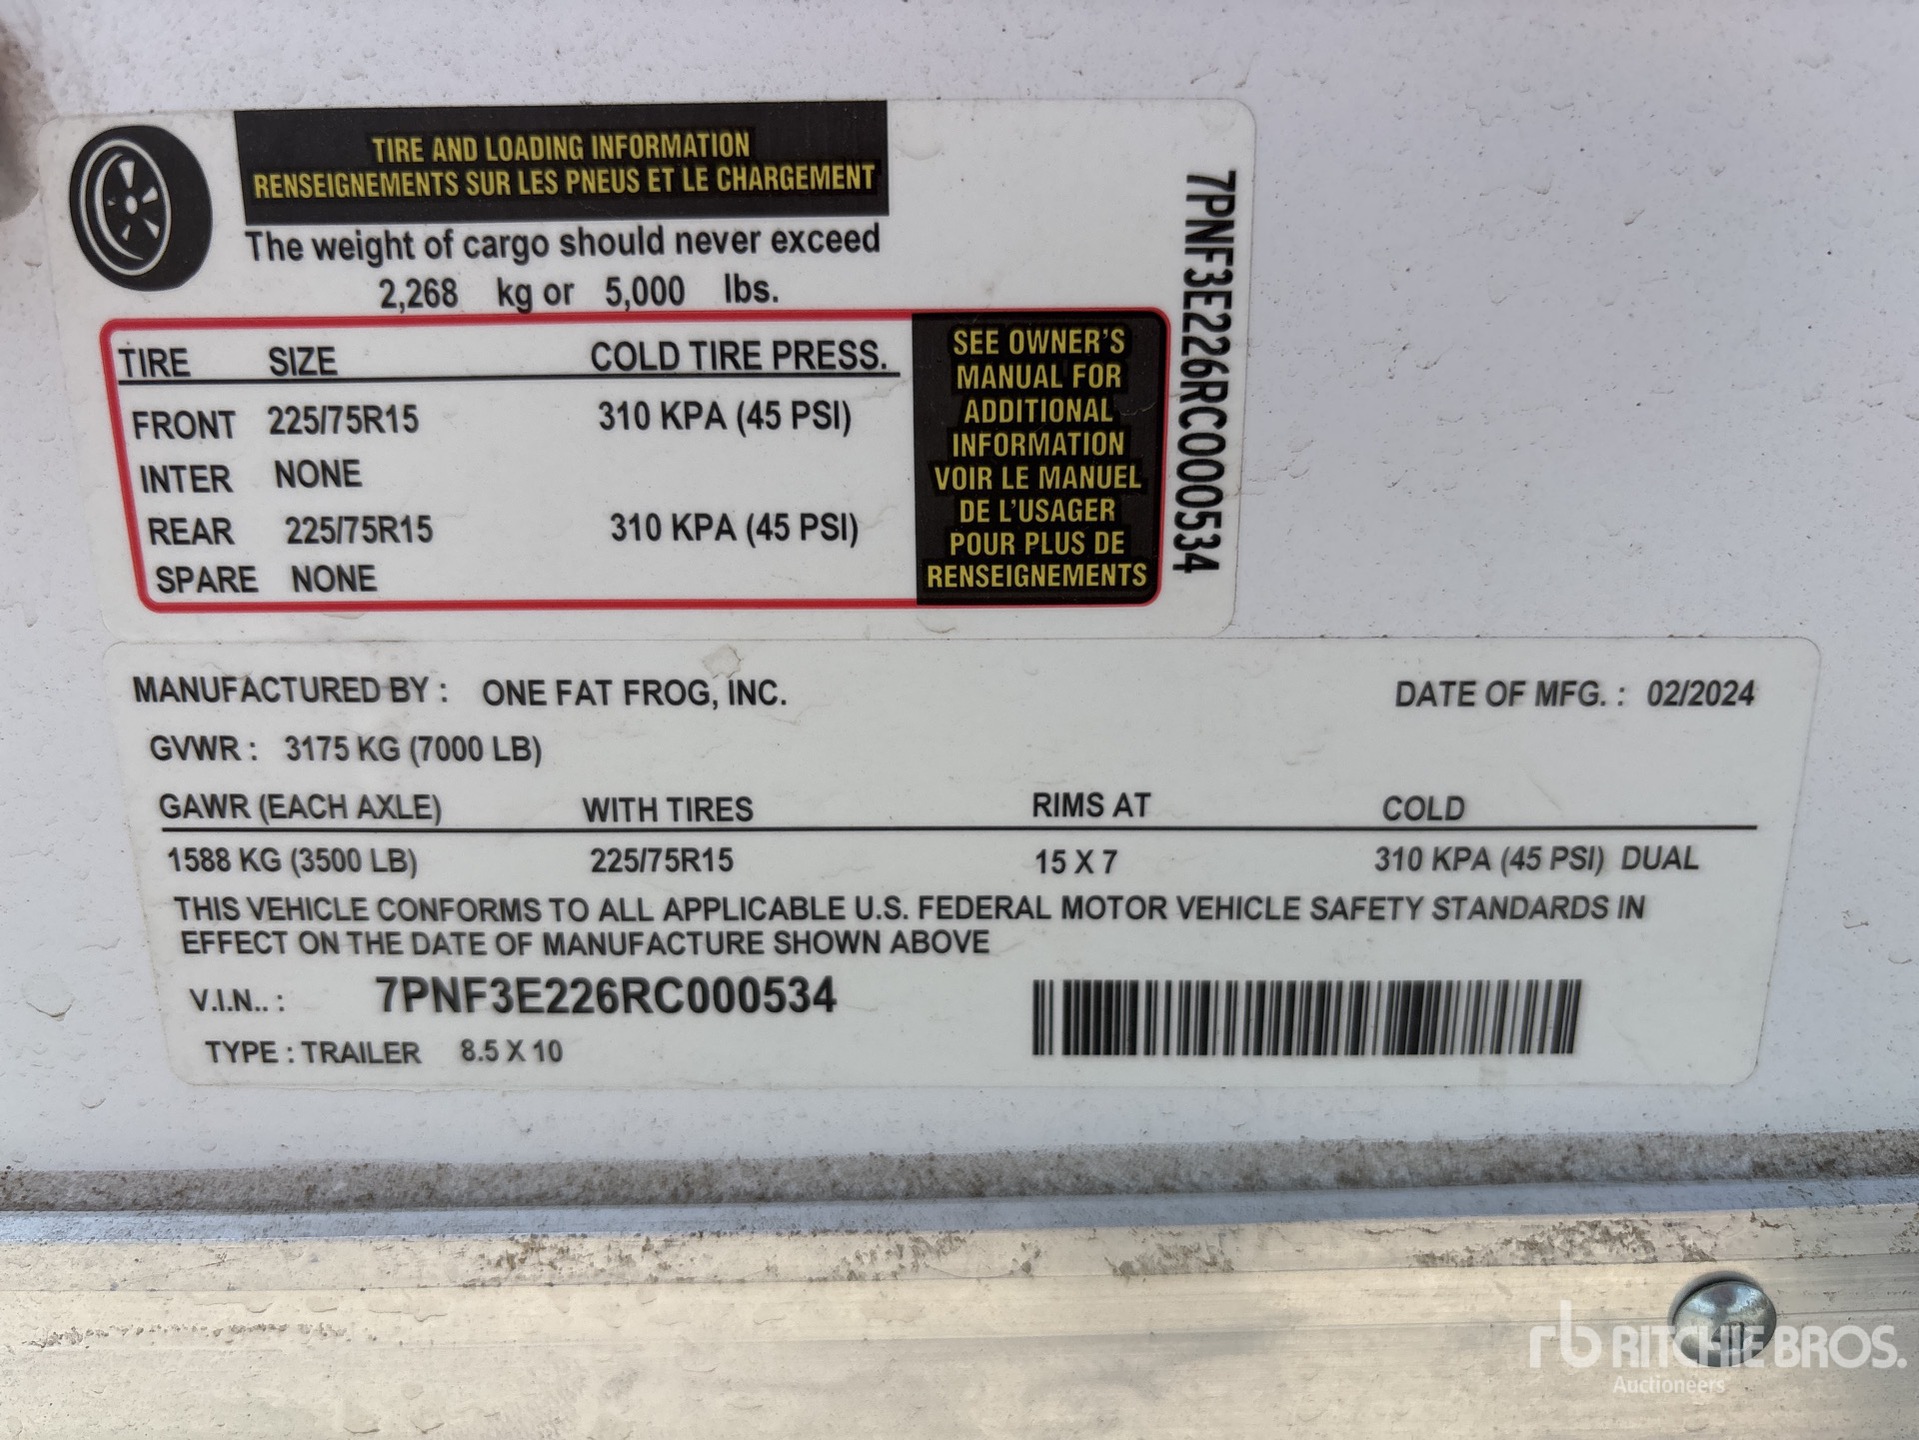 TIRE AND LOADING INFORMATION
RENSEIGNEMENTS SUR LES PNEUS ET LE CHARGEMENT
The weight of cargo should never exceed
2,268 kg or 5,000 lbs.
TIRE SIZE COLD TIRE PRESS.
FRONT 225/75R15 310 KPA (45 PSI)
INTER NONE
REAR 225/75R15 310 KPA (45 PSI)
SPARE NONE
SEE OWNER'S
MANUAL FOR
ADDITIONAL
INFORMATION
VOIR LE MANUEL
DE L'USAGER
POUR PLUS DE
RENSEIGNEMENTS
7PNF3E226RC000534
MANUFACTURED BY : ONE FAT FROG, INC. DATE OF MFG. : 02/2024
GVWR : 3175 KG (7000 LB)
GAWR (EACH AXLE) WITH TIRES RIMS AT COLD
1588 KG (3500 LB) 225/75R15 15 X 7 310 KPA (45 PSI) DUAL
THIS VEHICLE CONFORMS TO ALL APPLICABLE U.S. FEDERAL MOTOR VEHICLE SAFETY STANDARDS IN
EFFECT ON THE DATE OF MANUFACTURE SHOWN ABOVE
V.I.N.. : 7PNF3E226RC000534
TYPE : TRAILER 8.5 X 10
rb RITCHIE BROS.
Auctioneers